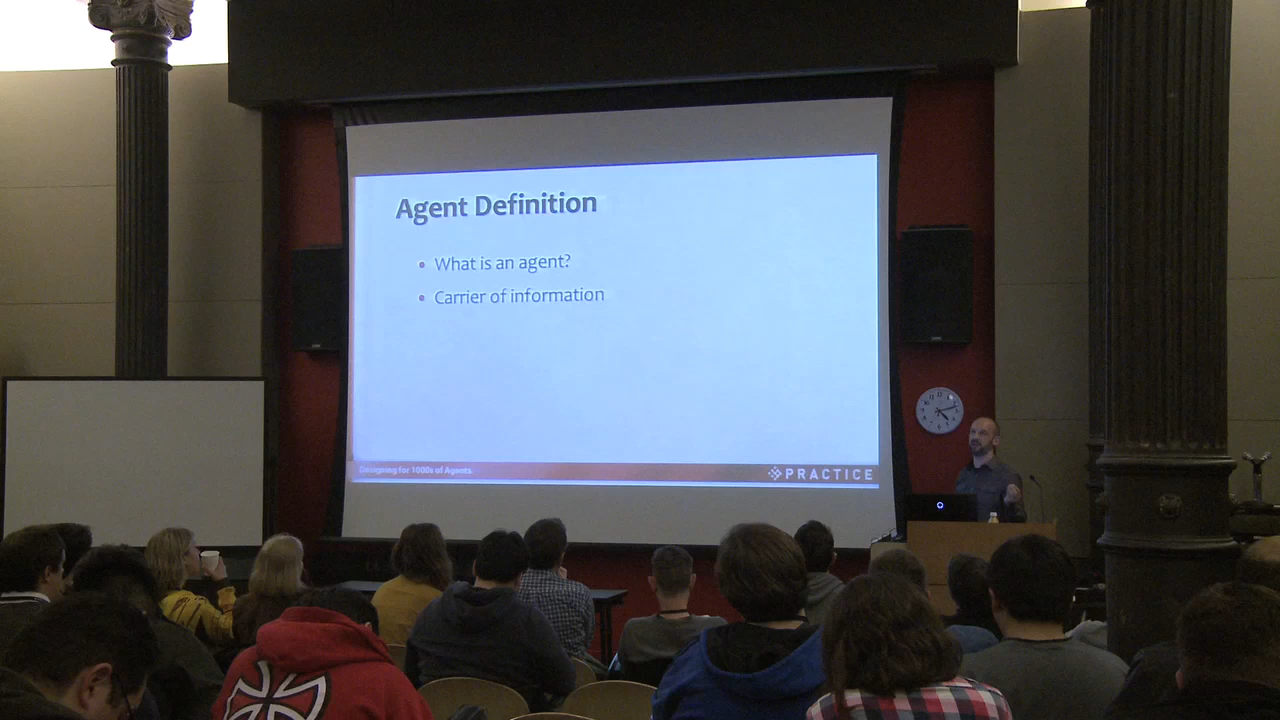 Agent Definition
• What is an agent?
• Carrier of information
Designing for 1000s of Agents
PRACTICE